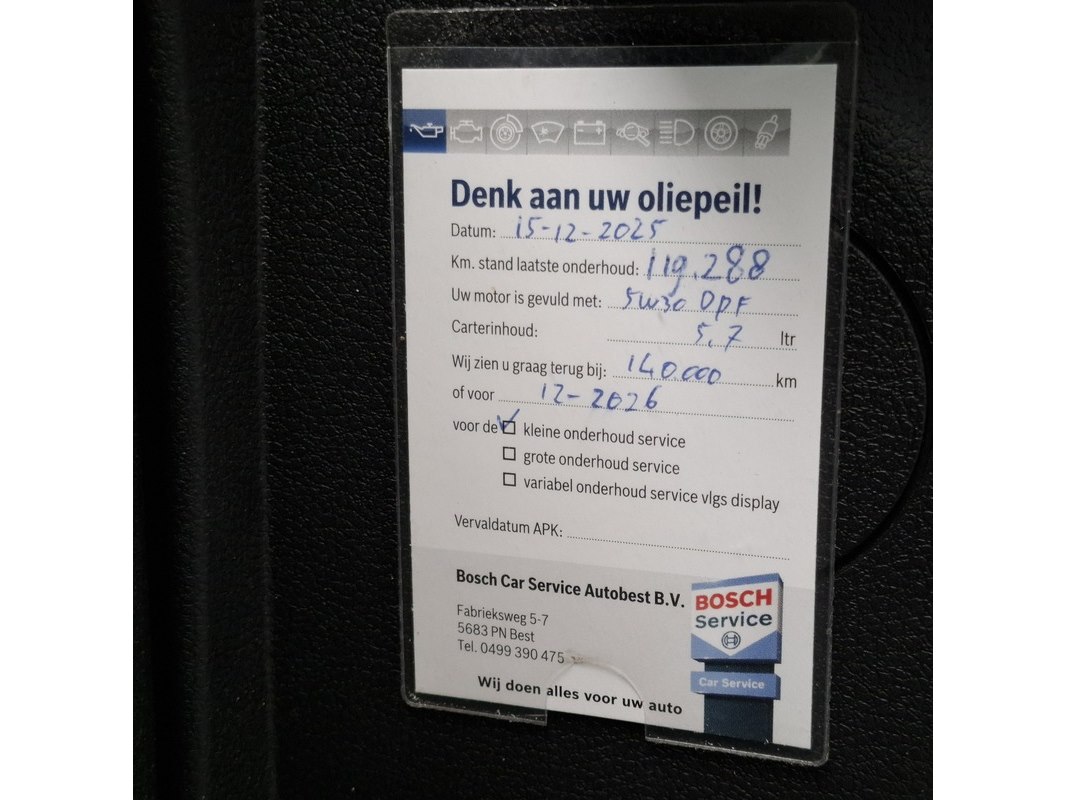 Denk aan uw oliepeil!
Datum: 15-12-2025
Km. stand laatste onderhoud: 119.288
Uw motor is gevuld met: 5W30 DPF
Carterinhoud: 5,7 ltr
Wij zien u graag terug bij: 140.000 km
of voor 12-2026
voor de kleine onderhoud service
grote onderhoud service
variabel onderhoud service vlgs display
Vervaldatum APK:
Bosch Car Service Autobest B.V.
Fabrieksweg 5-7
5683 PN Best
Tel. 0499 390 475
Wij doen alles voor uw auto
BOSCH
Service
Car Service